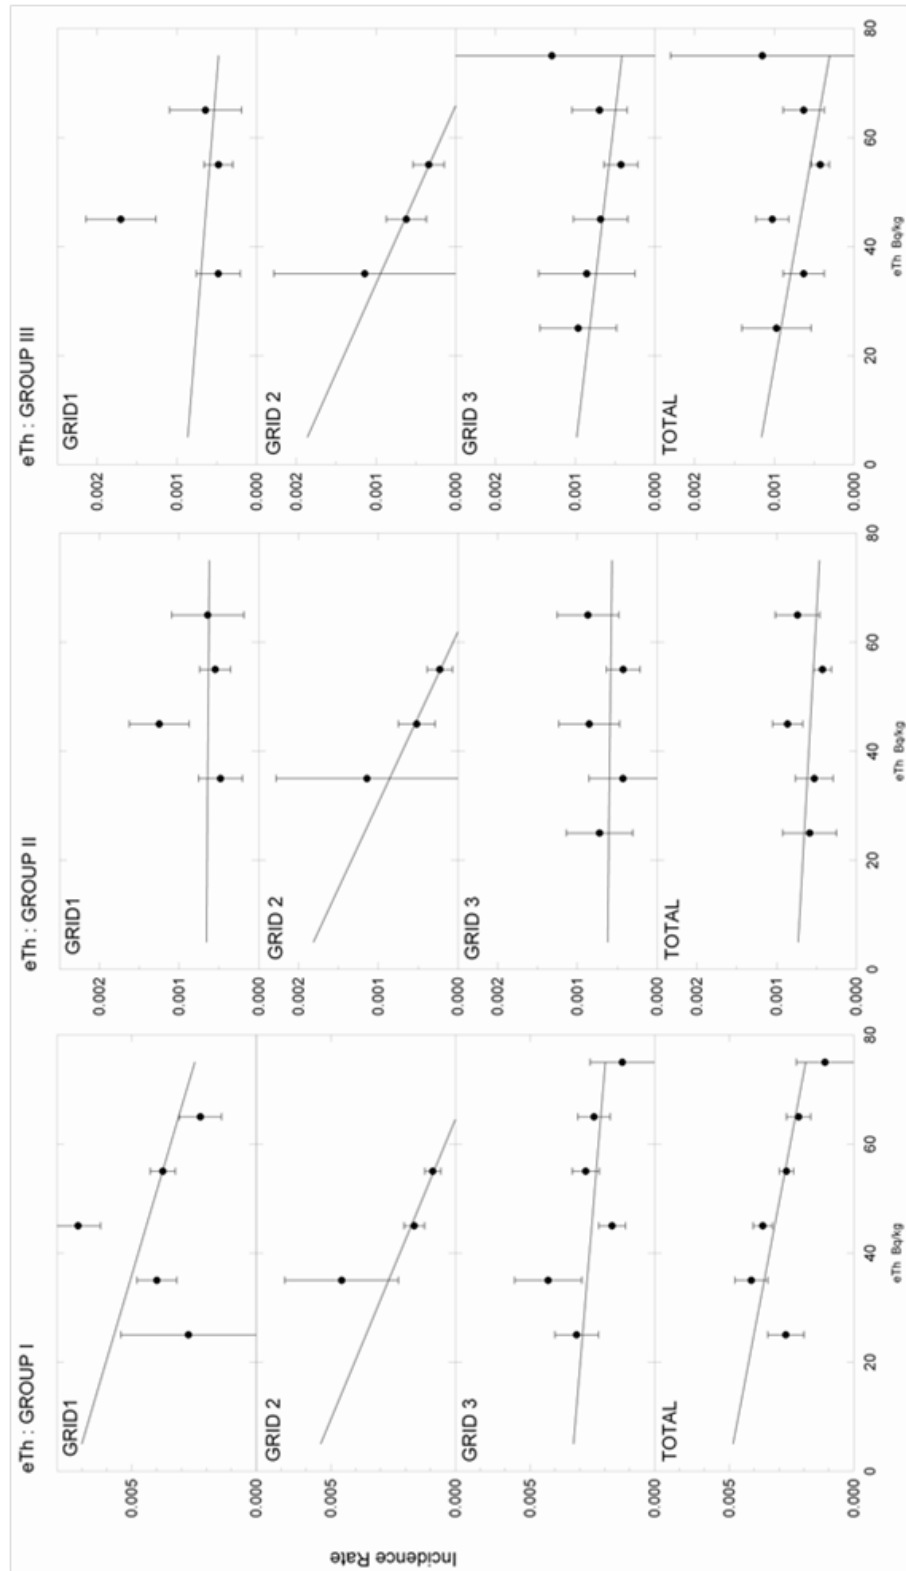 Incidence Rate
eTh : GROUP I
GRID1
0.005
0.000
GRID 2
0.005
0.000
GRID 3
0.005
0.000
TOTAL
0.005
0.000
0 20 40 60 80
eTh Bq/kg
eTh : GROUP II
GRID1
0.002
0.001
0.000
GRID 2
0.002
0.001
0.000
GRID 3
0.002
0.001
0.000
TOTAL
0.002
0.001
0.000
0 20 40 60 80
eTh Bq/kg
eTh : GROUP III
GRID1
0.002
0.001
0.000
GRID 2
0.002
0.001
0.000
GRID 3
0.002
0.001
0.000
TOTAL
0.001
0.000
0 20 40 60 80
eTh Bq/kg